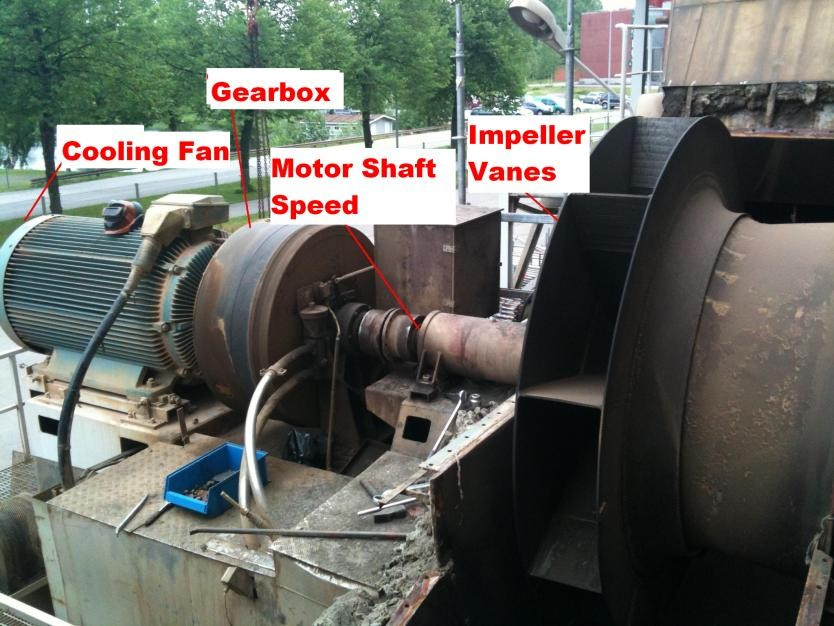 Gearbox
Cooling Fan
Motor Shaft
Speed
Impeller
Vanes